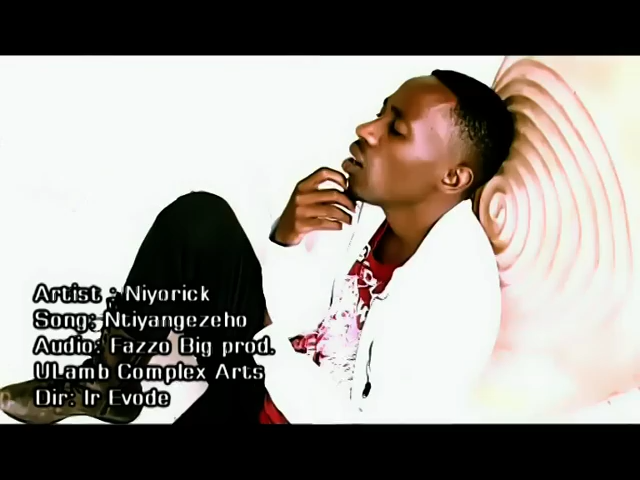 Artist : Niyorick
Song: Ntiyangezeho
Audio: Fazzo Big prod.
ULamb Complex Arts
Dir: Ir Evode